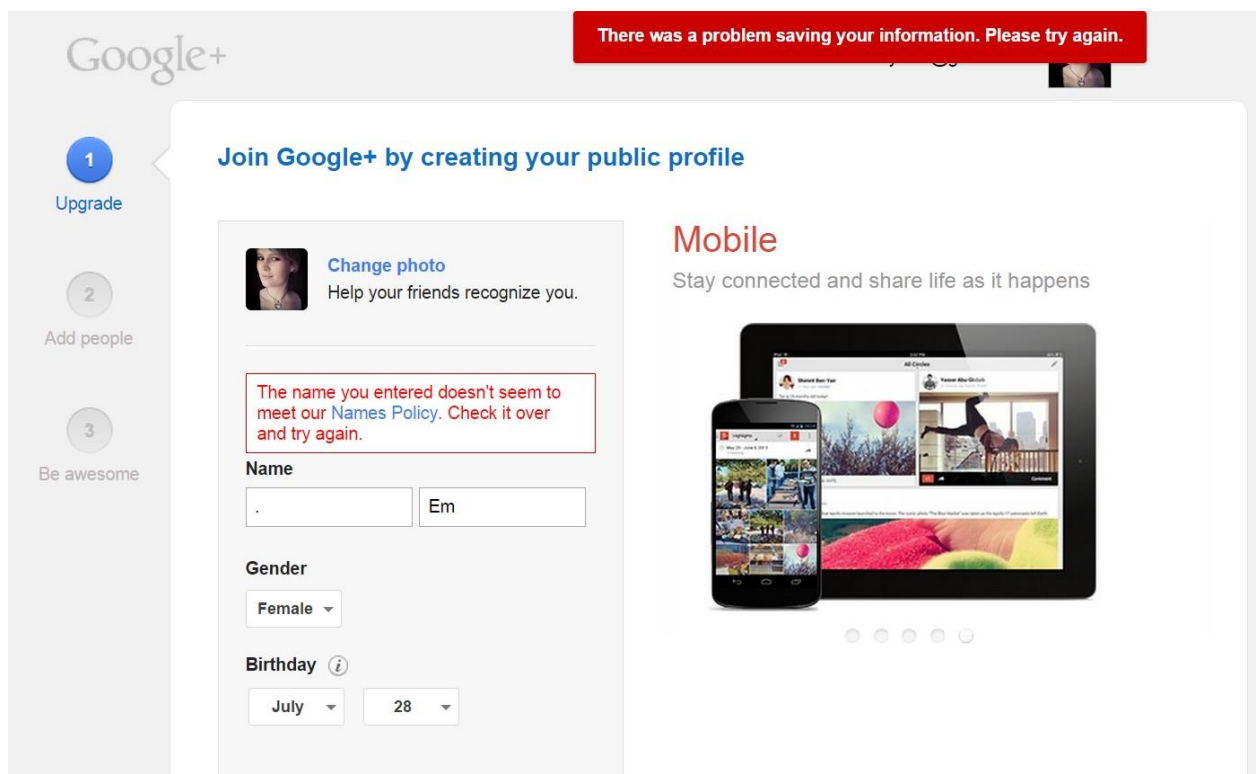 There was a problem saving your information. Please try again.
Google+
1
Upgrade
2
Add people
3
Be awesome
Join Google+ by creating your public profile
Change photo
Help your friends recognize you.
The name you entered doesn't seem to
meet our Names Policy. Check it over
and try again.
Name
.
Em
Gender
Female
Birthday i
July
28
Mobile
Stay connected and share life as it happens
All Circles
Highlights
Comment